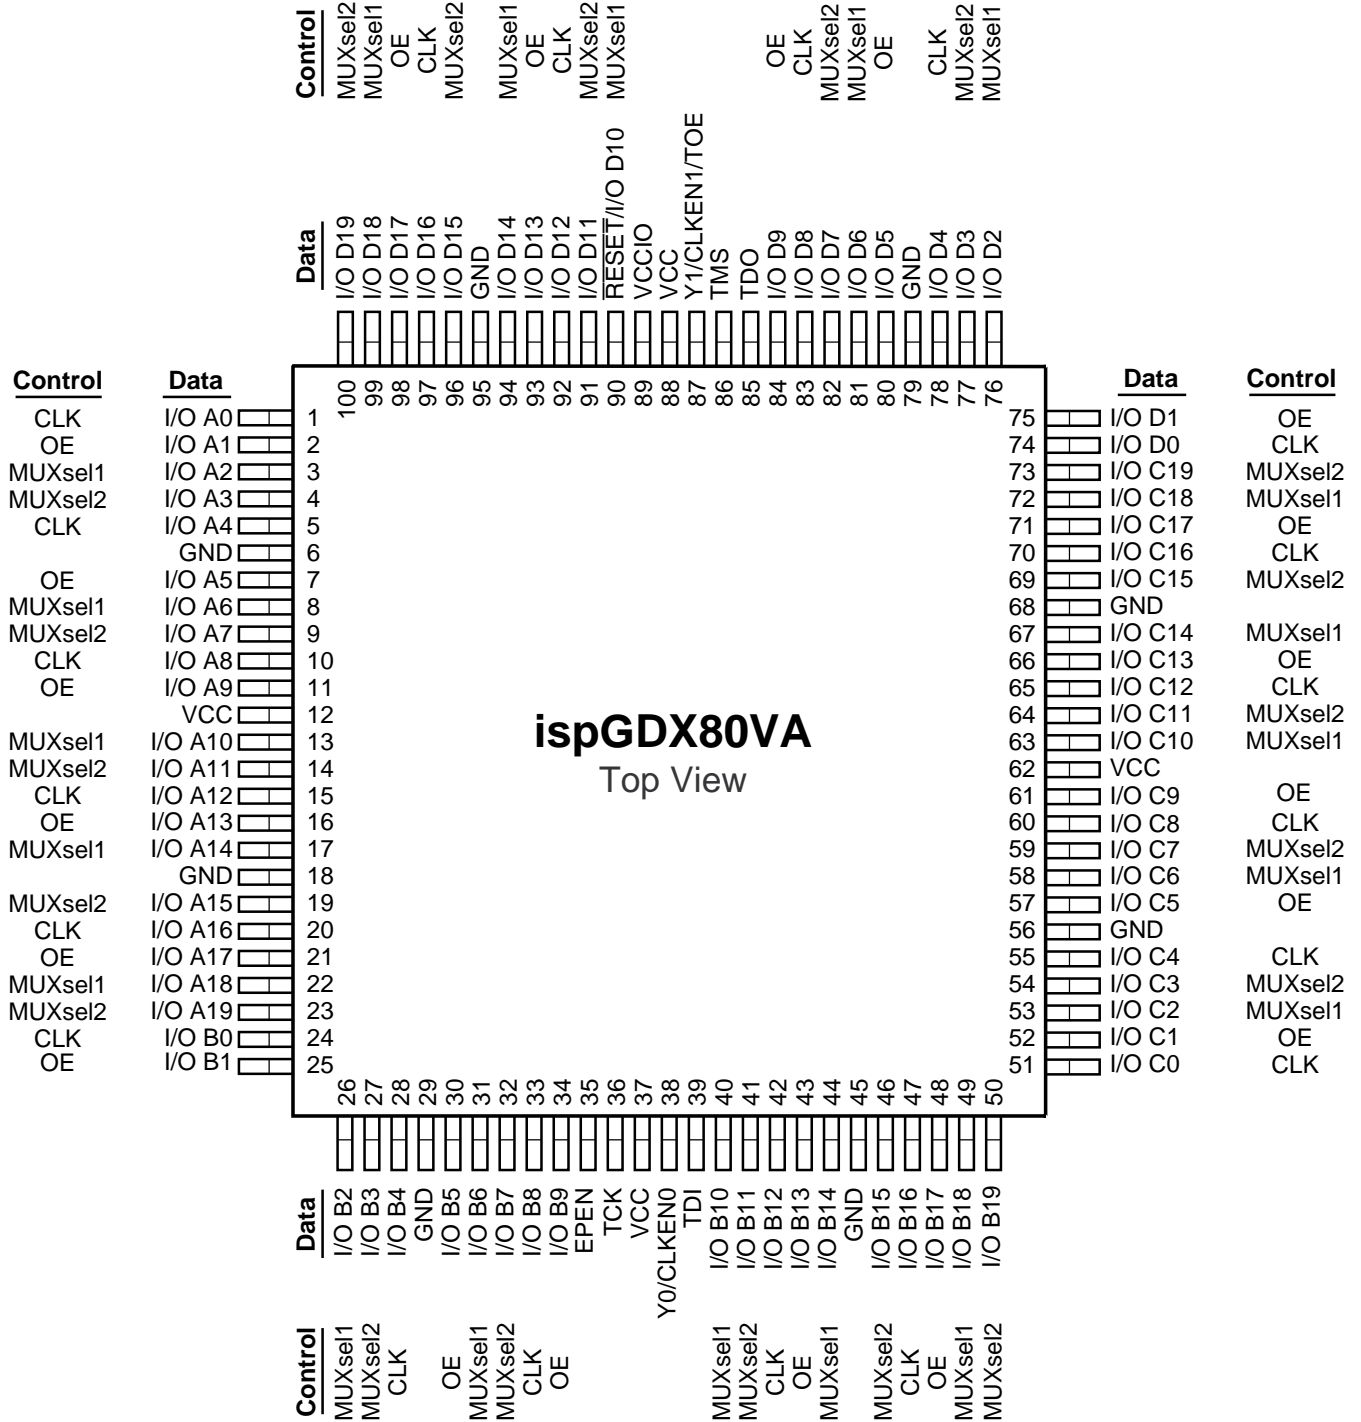 Control MUXsel2 MUXsel1 OE CLK MUXsel2 MUXsel1 OE CLK MUXsel2 MUXsel1 OE CLK MUXsel2 MUXsel1 OE CLK MUXsel2 MUXsel1
Data I/O D19 I/O D18 I/O D17 I/O D16 I/O D15 GND I/O D14 I/O D13 I/O D12 I/O D11 RESET/I/O D10 VCCIO VCC Y1/CLKEN1/TOE TMS TDO I/O D9 I/O D8 I/O D7 I/O D6 I/O D5 GND I/O D4 I/O D3 I/O D2
100 99 98 97 96 95 94 93 92 91 90 89 88 87 86 85 84 83 82 81 80 79 78 77 76
Control Data
CLK I/O A0 1
OE I/O A1 2
MUXsel1 I/O A2 3
MUXsel2 I/O A3 4
CLK I/O A4 5
GND 6
OE I/O A5 7
MUXsel1 I/O A6 8
MUXsel2 I/O A7 9
CLK I/O A8 10
OE I/O A9 11
VCC 12
MUXsel1 I/O A10 13
MUXsel2 I/O A11 14
CLK I/O A12 15
OE I/O A13 16
MUXsel1 I/O A14 17
GND 18
MUXsel2 I/O A15 19
CLK I/O A16 20
OE I/O A17 21
MUXsel1 I/O A18 22
MUXsel2 I/O A19 23
CLK I/O B0 24
OE I/O B1 25
ispGDX80VA
Top View
Data Control
75 I/O D1 OE
74 I/O D0 CLK
73 I/O C19 MUXsel2
72 I/O C18 MUXsel1
71 I/O C17 OE
70 I/O C16 CLK
69 I/O C15 MUXsel2
68 GND
67 I/O C14 MUXsel1
66 I/O C13 OE
65 I/O C12 CLK
64 I/O C11 MUXsel2
63 I/O C10 MUXsel1
62 VCC
61 I/O C9 OE
60 I/O C8 CLK
59 I/O C7 MUXsel2
58 I/O C6 MUXsel1
57 I/O C5 OE
56 GND
55 I/O C4 CLK
54 I/O C3 MUXsel2
53 I/O C2 MUXsel1
52 I/O C1 OE
51 I/O C0 CLK
26 27 28 29 30 31 32 33 34 35 36 37 38 39 40 41 42 43 44 45 46 47 48 49 50
Data I/O B2 I/O B3 I/O B4 GND I/O B5 I/O B6 I/O B7 I/O B8 I/O B9 EPEN TCK VCC Y0/CLKEN0 TDI I/O B10 I/O B11 I/O B12 I/O B13 I/O B14 GND I/O B15 I/O B16 I/O B17 I/O B18 I/O B19
Control MUXsel1 MUXsel2 CLK OE MUXsel1 MUXsel2 CLK OE MUXsel1 MUXsel2 CLK OE MUXsel1 MUXsel2 CLK OE MUXsel1 MUXsel2